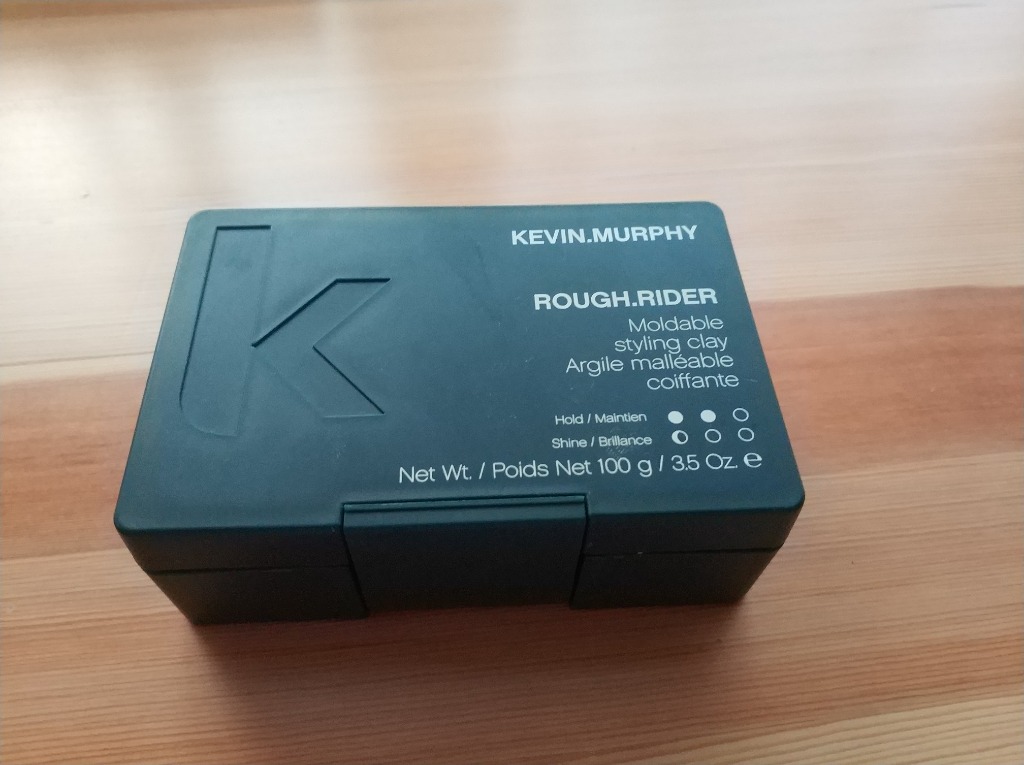 K
KEVIN.MURPHY
ROUGH.RIDER
Moldable
styling clay
Argile malléable
coiffante
Hold / Maintien
Shine / Brillance
Net Wt. / Poids Net 100 g / 3.5 Oz. ℮